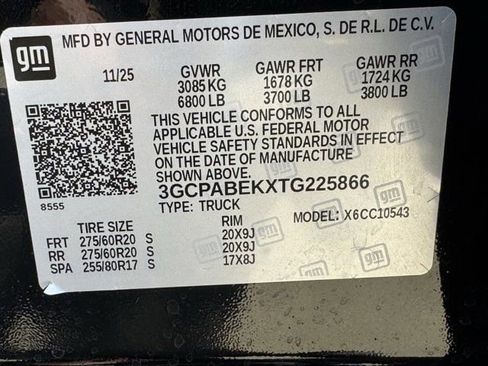 gm
MFD BY GENERAL MOTORS DE MEXICO, S. DE R.L. DE C.V.
11/25 GVWR GAWR FRT GAWR RR
3085 KG 1678 KG 1724 KG
6800 LB 3700 LB 3800 LB
THIS VEHICLE CONFORMS TO ALL
APPLICABLE U.S. FEDERAL MOTOR
VEHICLE SAFETY STANDARDS IN EFFECT
ON THE DATE OF MANUFACTURE
SHOWN ABOVE.
3GCPABEKXTG225866
8555
TYPE: TRUCK MODEL: X6CC10543
TIRE SIZE RIM
FRT 275/60R20 S 20X9J
RR 275/60R20 S 20X9J
SPA 255/80R17 S 17X8J